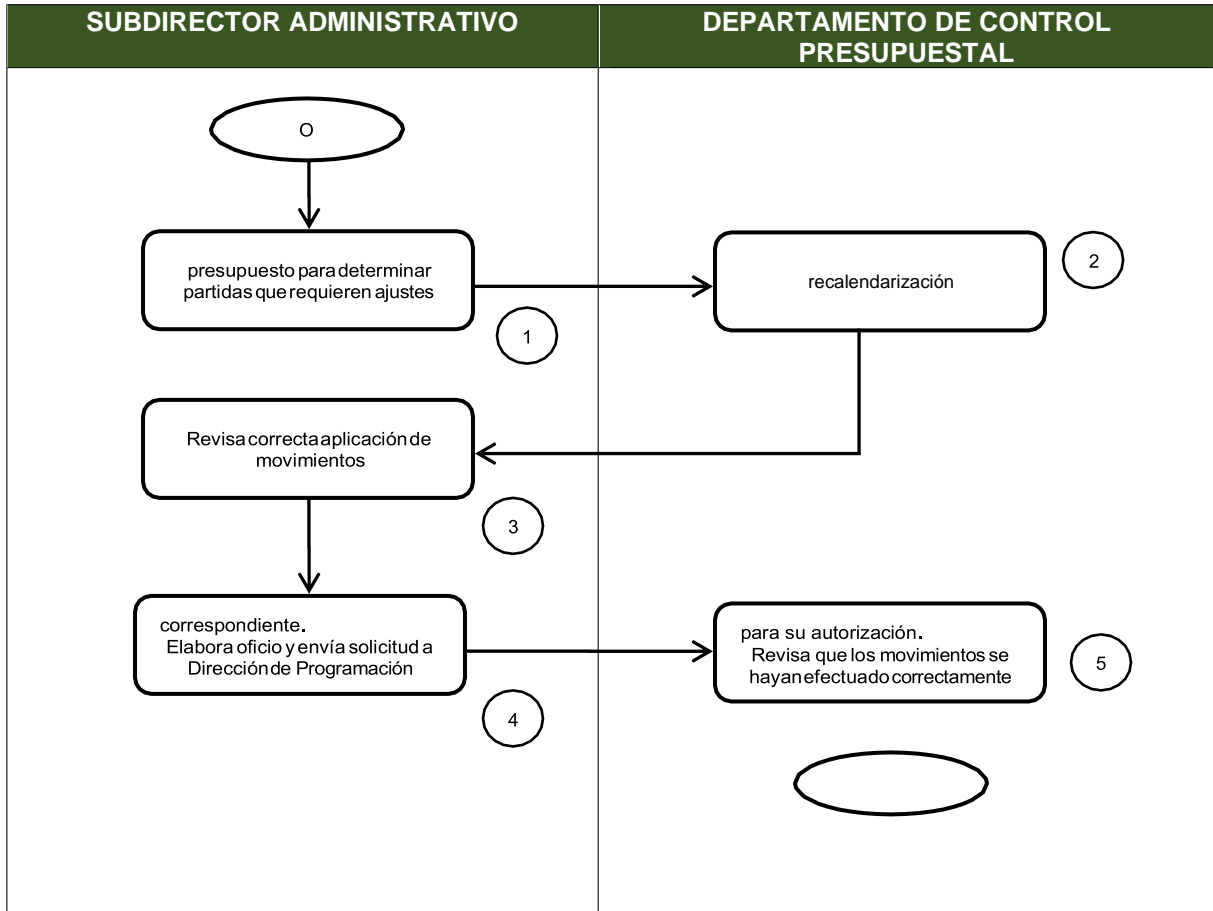 SUBDIRECTOR ADMINISTRATIVO
DEPARTAMENTO DE CONTROL
PRESUPUESTAL
O
presupuesto para determinar
partidas que requieren ajustes
1
recalendarización
2
Revisa correcta aplicación de
movimientos
3
correspondiente.
Elabora oficio y envía solicitud a
Dirección de Programación
4
para su autorización.
Revisa que los movimientos se
hayan efectuado correctamente
5